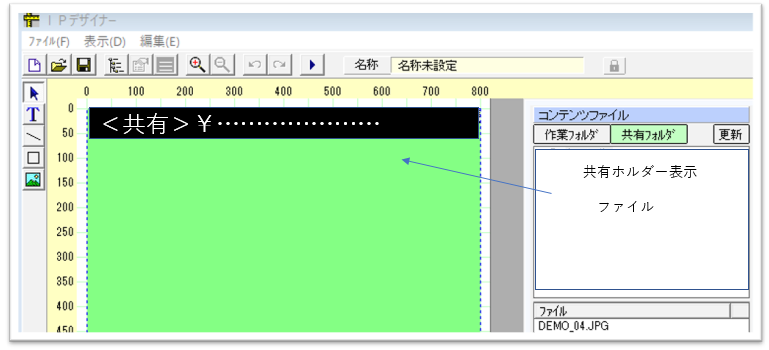 ＩＰデザイナー
ファイル(F) 表示(D) 編集(E)
名称 名称未設定
0 100 200 300 400 500 600 700 800
0
50
100
150
200
250
300
350
400
450
＜共有＞￥・・・・・・・・・・・・・・・・・・・・・
T
コンテンツファイル
作業フォルダ 共有フォルダ 更新
共有ホルダー表示
ファイル
ファイル
DEMO_04.JPG